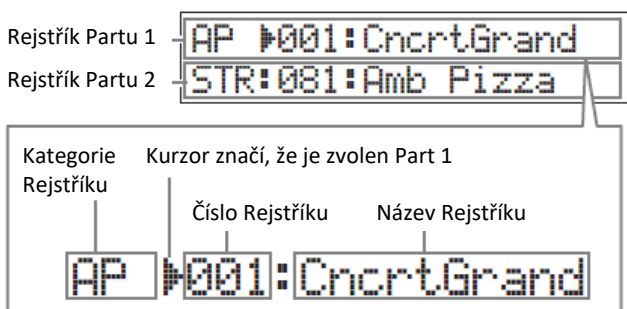 Rejstřík Partu 1
AP ▶001:CncrtGrand
Rejstřík Partu 2
STR:081:Amb Pizza
Kategorie Rejstříku
Kurzor značí, že je zvolen Part 1
Číslo Rejstříku
Název Rejstříku
AP ▶001:CncrtGrand